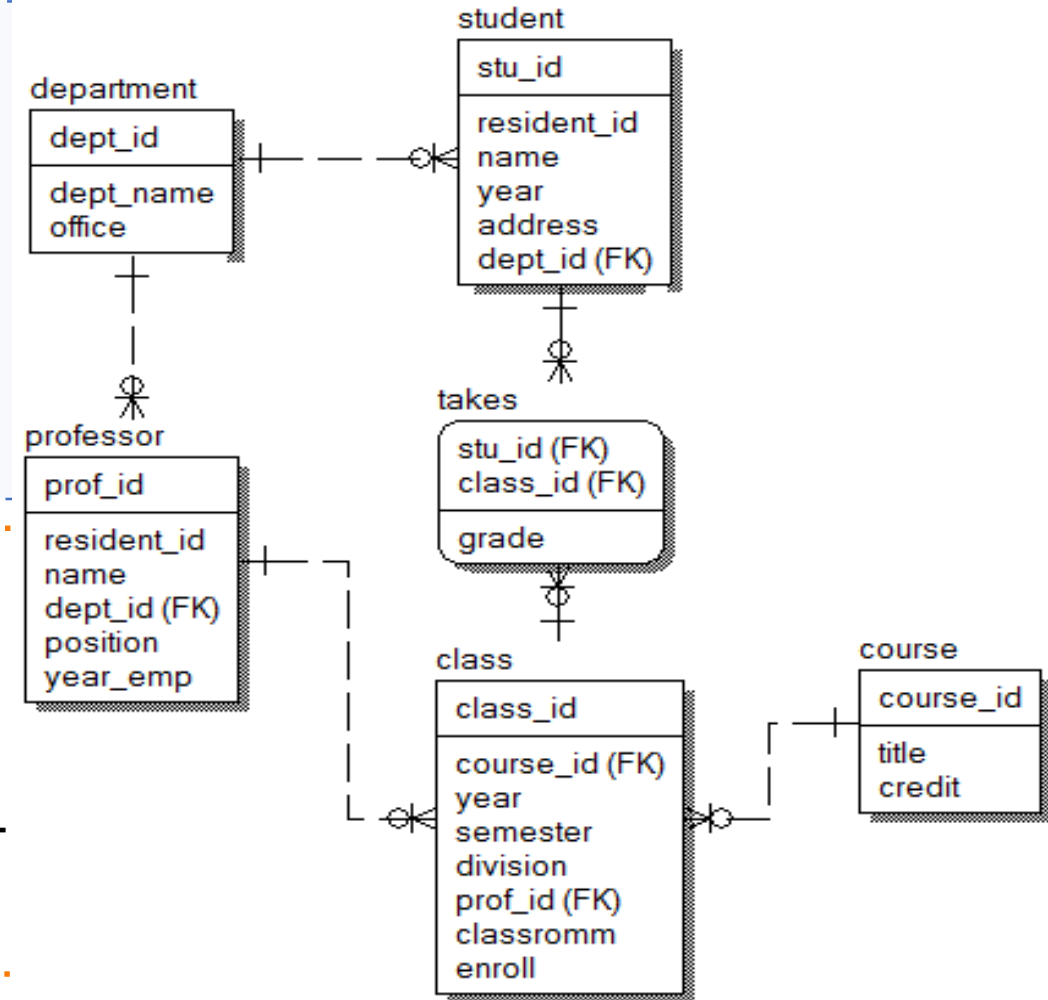 student
stu_id
resident_id
name
year
address
dept_id (FK)
department
dept_id
dept_name
office
takes
stu_id (FK)
class_id (FK)
grade
professor
prof_id
resident_id
name
dept_id (FK)
position
year_emp
class
class_id
course_id (FK)
year
semester
division
prof_id (FK)
classromm
enroll
course
course_id
title
credit